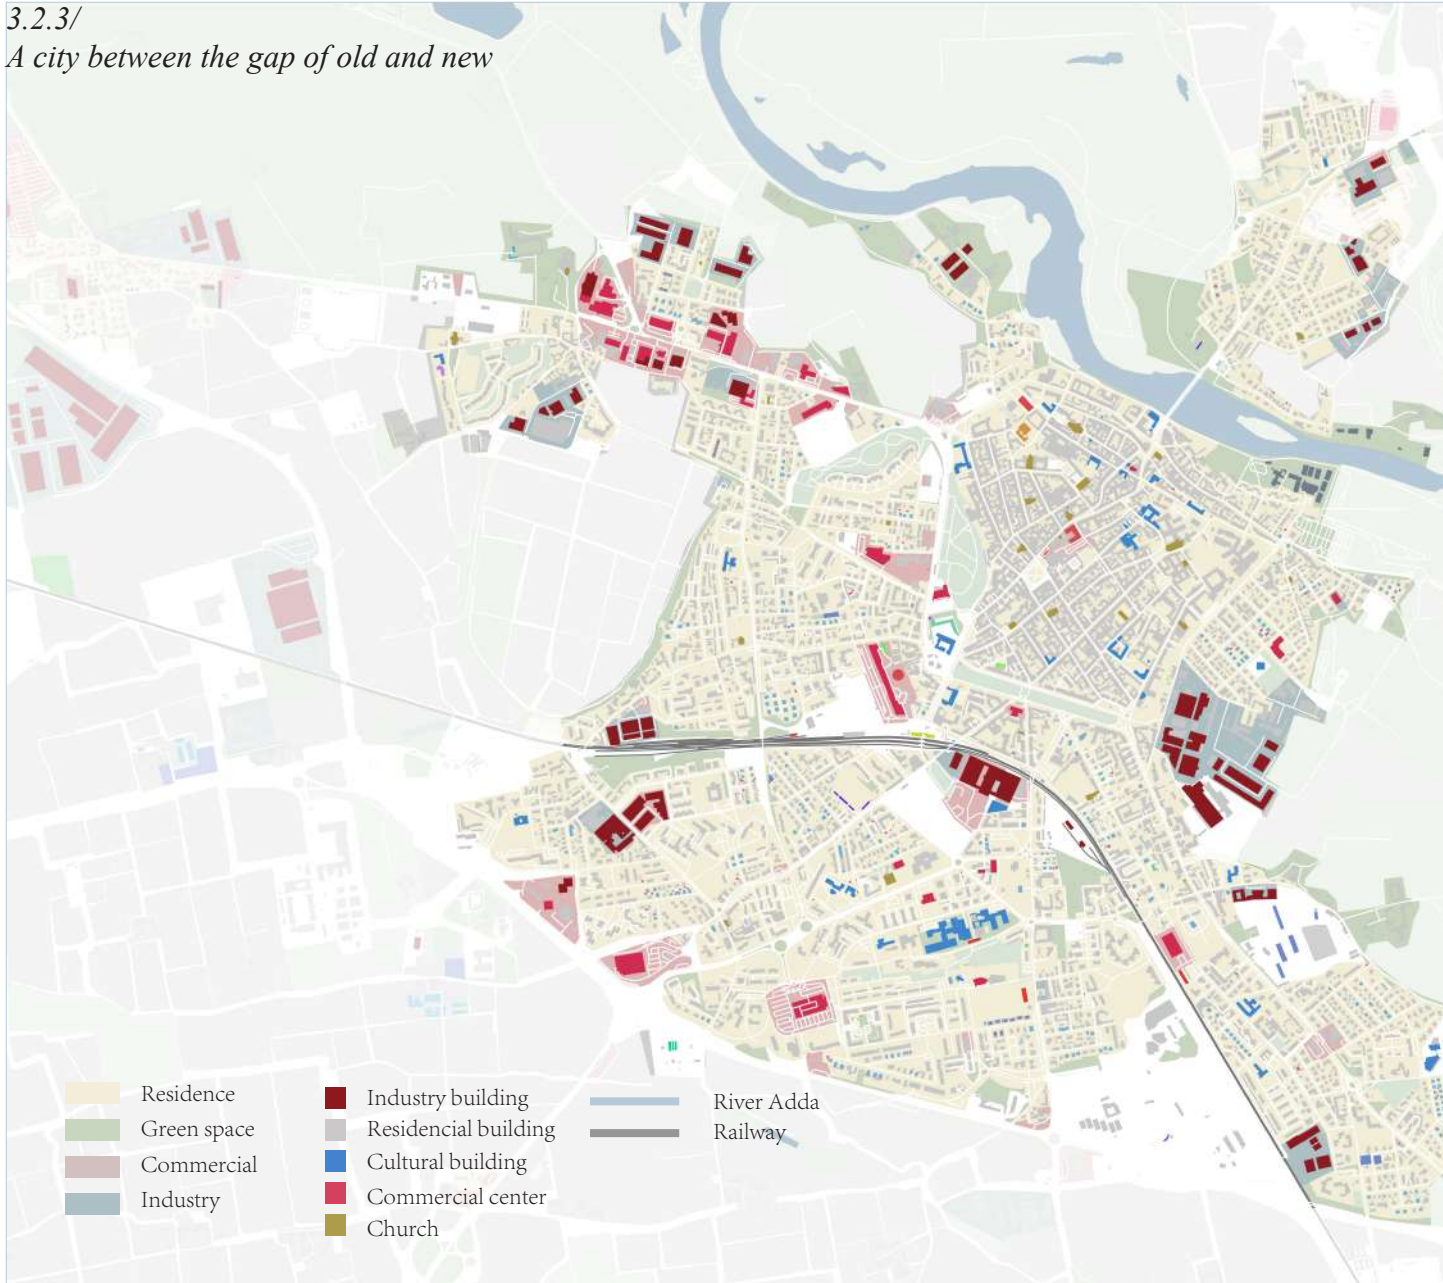 3.2.3/
A city between the gap of old and new
Residence
Green space
Commercial
Industry
Industry building
Residencial building
Cultural building
Commercial center
Church
River Adda
Railway